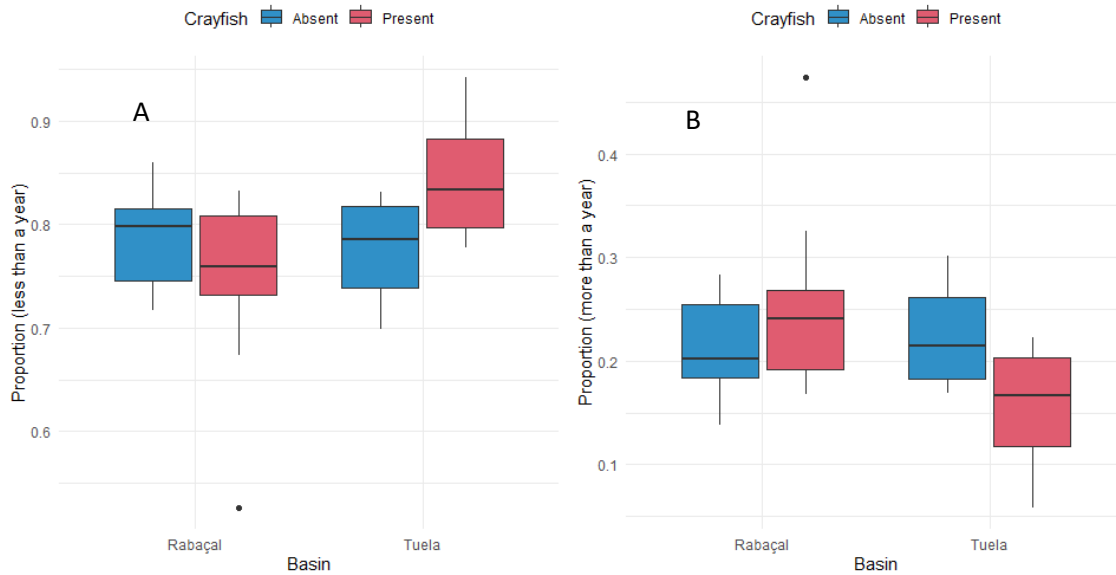 Crayfish Absent Present
A
Proportion (less than a year)
0.9
0.8
0.7
0.6
Rabaçal Tuela
Basin
Crayfish Absent Present
B
Proportion (more than a year)
0.4
0.3
0.2
0.1
Rabaçal Tuela
Basin